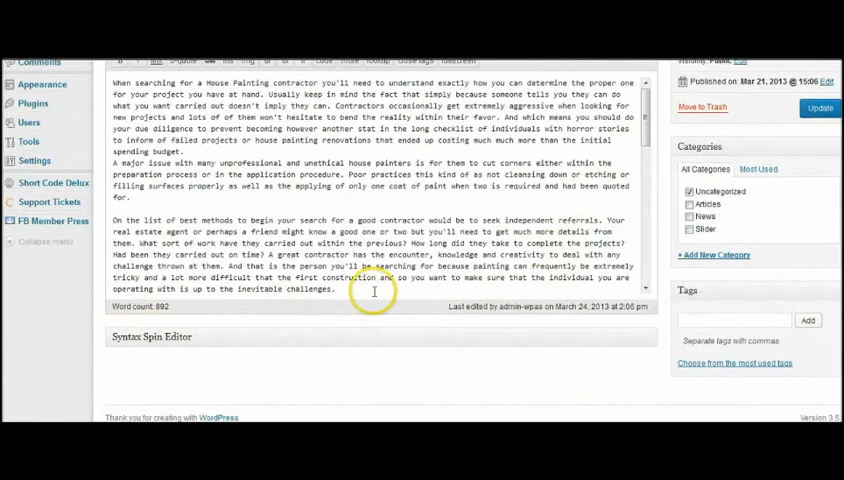 Comments
Appearance
Plugins
Users
Tools
Settings
Short Code Delux
Support Tickets
FB Member Press
Collapse menu
b-quote
code
more
lookup
close tags
fullscreen
When searching for a House Painting contractor you'll need to understand exactly how you can determine the proper one
for your project you have at hand. Usually keep in mind the fact that simply because someone tells you they can do
what you want carried out doesn't imply they can. Contractors occasionally get extremely aggressive when looking for
new projects and lots of of them won't hesitate to bend the reality within their favor. And which means you should do
your due diligence to prevent becoming however another stat in the long checklist of individuals with horror stories
to inform of failed projects or house painting renovations that ended up costing much much more than the initial
spending budget.
A major issue with many unprofessional and unethical house painters is for them to cut corners either within the
preparation process or in the application procedure. Poor practices this kind of as not cleansing down or etching or
filling surfaces properly as well as the applying of only one coat of paint when two is required and had been quoted
for.
On the list of best methods to begin your search for a good contractor would be to seek independent referrals. Your
real estate agent or perhaps a friend might know a good one or two but you'll need to get much more details from
them. What sort of work have they carried out within the previous? How long did they take to complete the projects?
Had been they carried out on time? A great contractor has the encounter, knowledge and creativity to deal with any
challenge thrown at them. And that is the person you'll be searching for because painting can frequently be extremely
tricky and a lot more difficult that the first construction and so you want to make sure that the individual you are
operating with is up to the inevitable challenges.
Word count: 892
Last edited by admin-wpas on March 24, 2013 at 2:06 pm
Syntax Spin Editor
Thank you for creating with WordPress
Visibility: Public Edit
Published on: Mar 21, 2013 @ 15:06 Edit
Move to Trash
Update
Categories
All Categories
Most Used
Uncategorized
Articles
News
Slider
+ Add New Category
Tags
Add
Separate tags with commas
Choose from the most used tags
Version 3.5